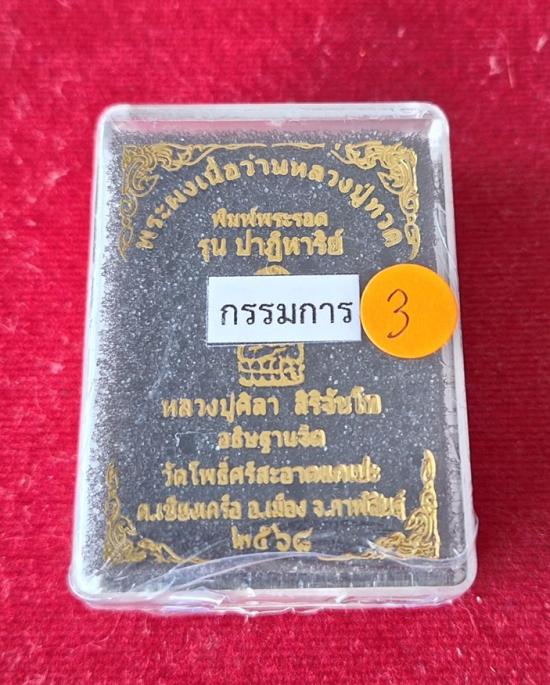 พระผงเนื้อว่านหลวงปู่ทวด
พิมพ์พระรอด
รุ่น ปาฏิหาริย์
กรรมการ
3
หลวงปู่ศิลา สิริจันโท
อธิษฐานจิต
วัดโพธิ์ศรีสะอาดแกเปะ
ต.เชียงเครือ อ.เมือง จ.กาฬสินธุ์
๒๕๖๘